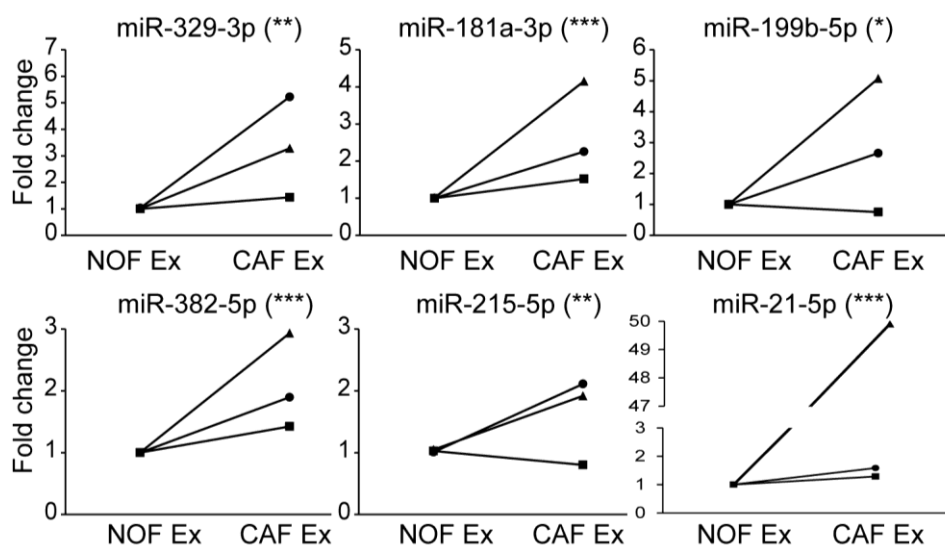 miR-329-3p (**)
Fold change
7
6
5
4
3
2
1
0
NOF Ex CAF Ex
miR-181a-3p (***)
5
4
3
2
1
0
NOF Ex CAF Ex
miR-199b-5p (*)
6
5
4
3
2
1
0
NOF Ex CAF Ex
miR-382-5p (***)
Fold change
3
2
1
0
NOF Ex CAF Ex
miR-215-5p (**)
3
2
1
0
NOF Ex CAF Ex
miR-21-5p (***)
50
49
48
47
3
2
1
0
NOF Ex CAF Ex